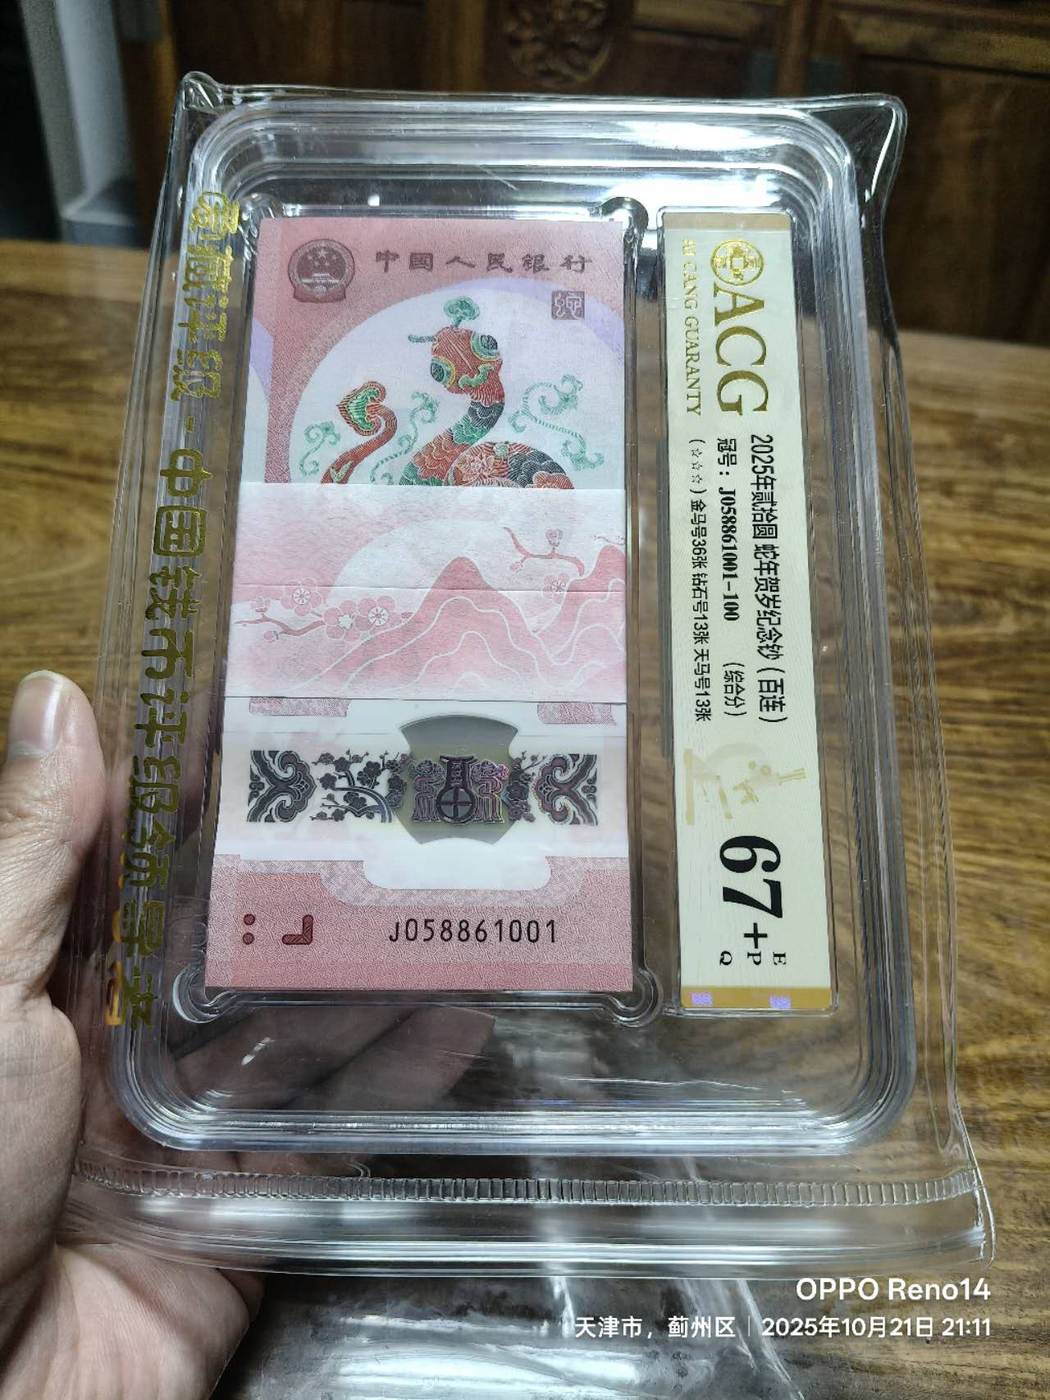 中国人民银行
J058861001
ACG
AI CANG GUARANTY
2025年贰拾圆 蛇年贺岁纪念钞（百连）
冠号：J058861001-100 （综合分）
（☆☆☆）金马号36张 钻石号13张 天马号13张
67+
E
P
Q
爱藏评级 - 中国钱币评级领导者
OPPO Reno14
天津市，蓟州区｜2025年10月21日 21:11